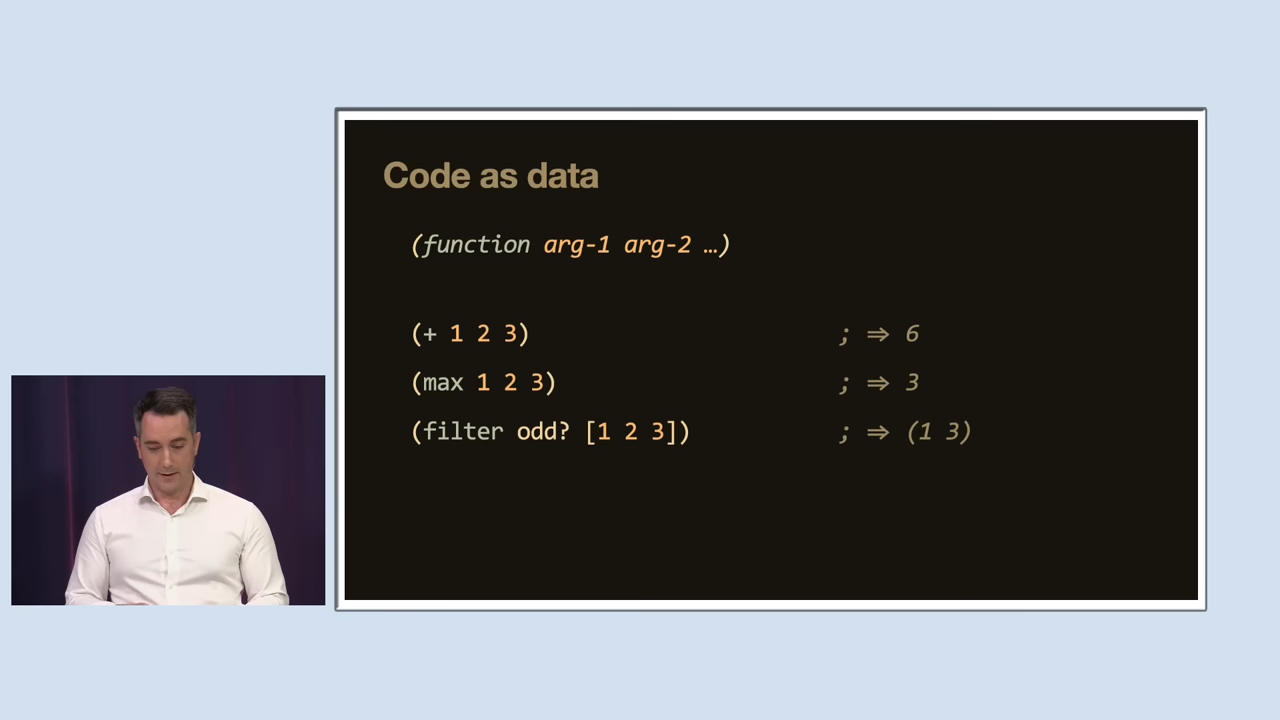 Code as data
(function arg-1 arg-2 …)
(+ 1 2 3) ; ⇒ 6
(max 1 2 3) ; ⇒ 3
(filter odd? [1 2 3]) ; ⇒ (1 3)